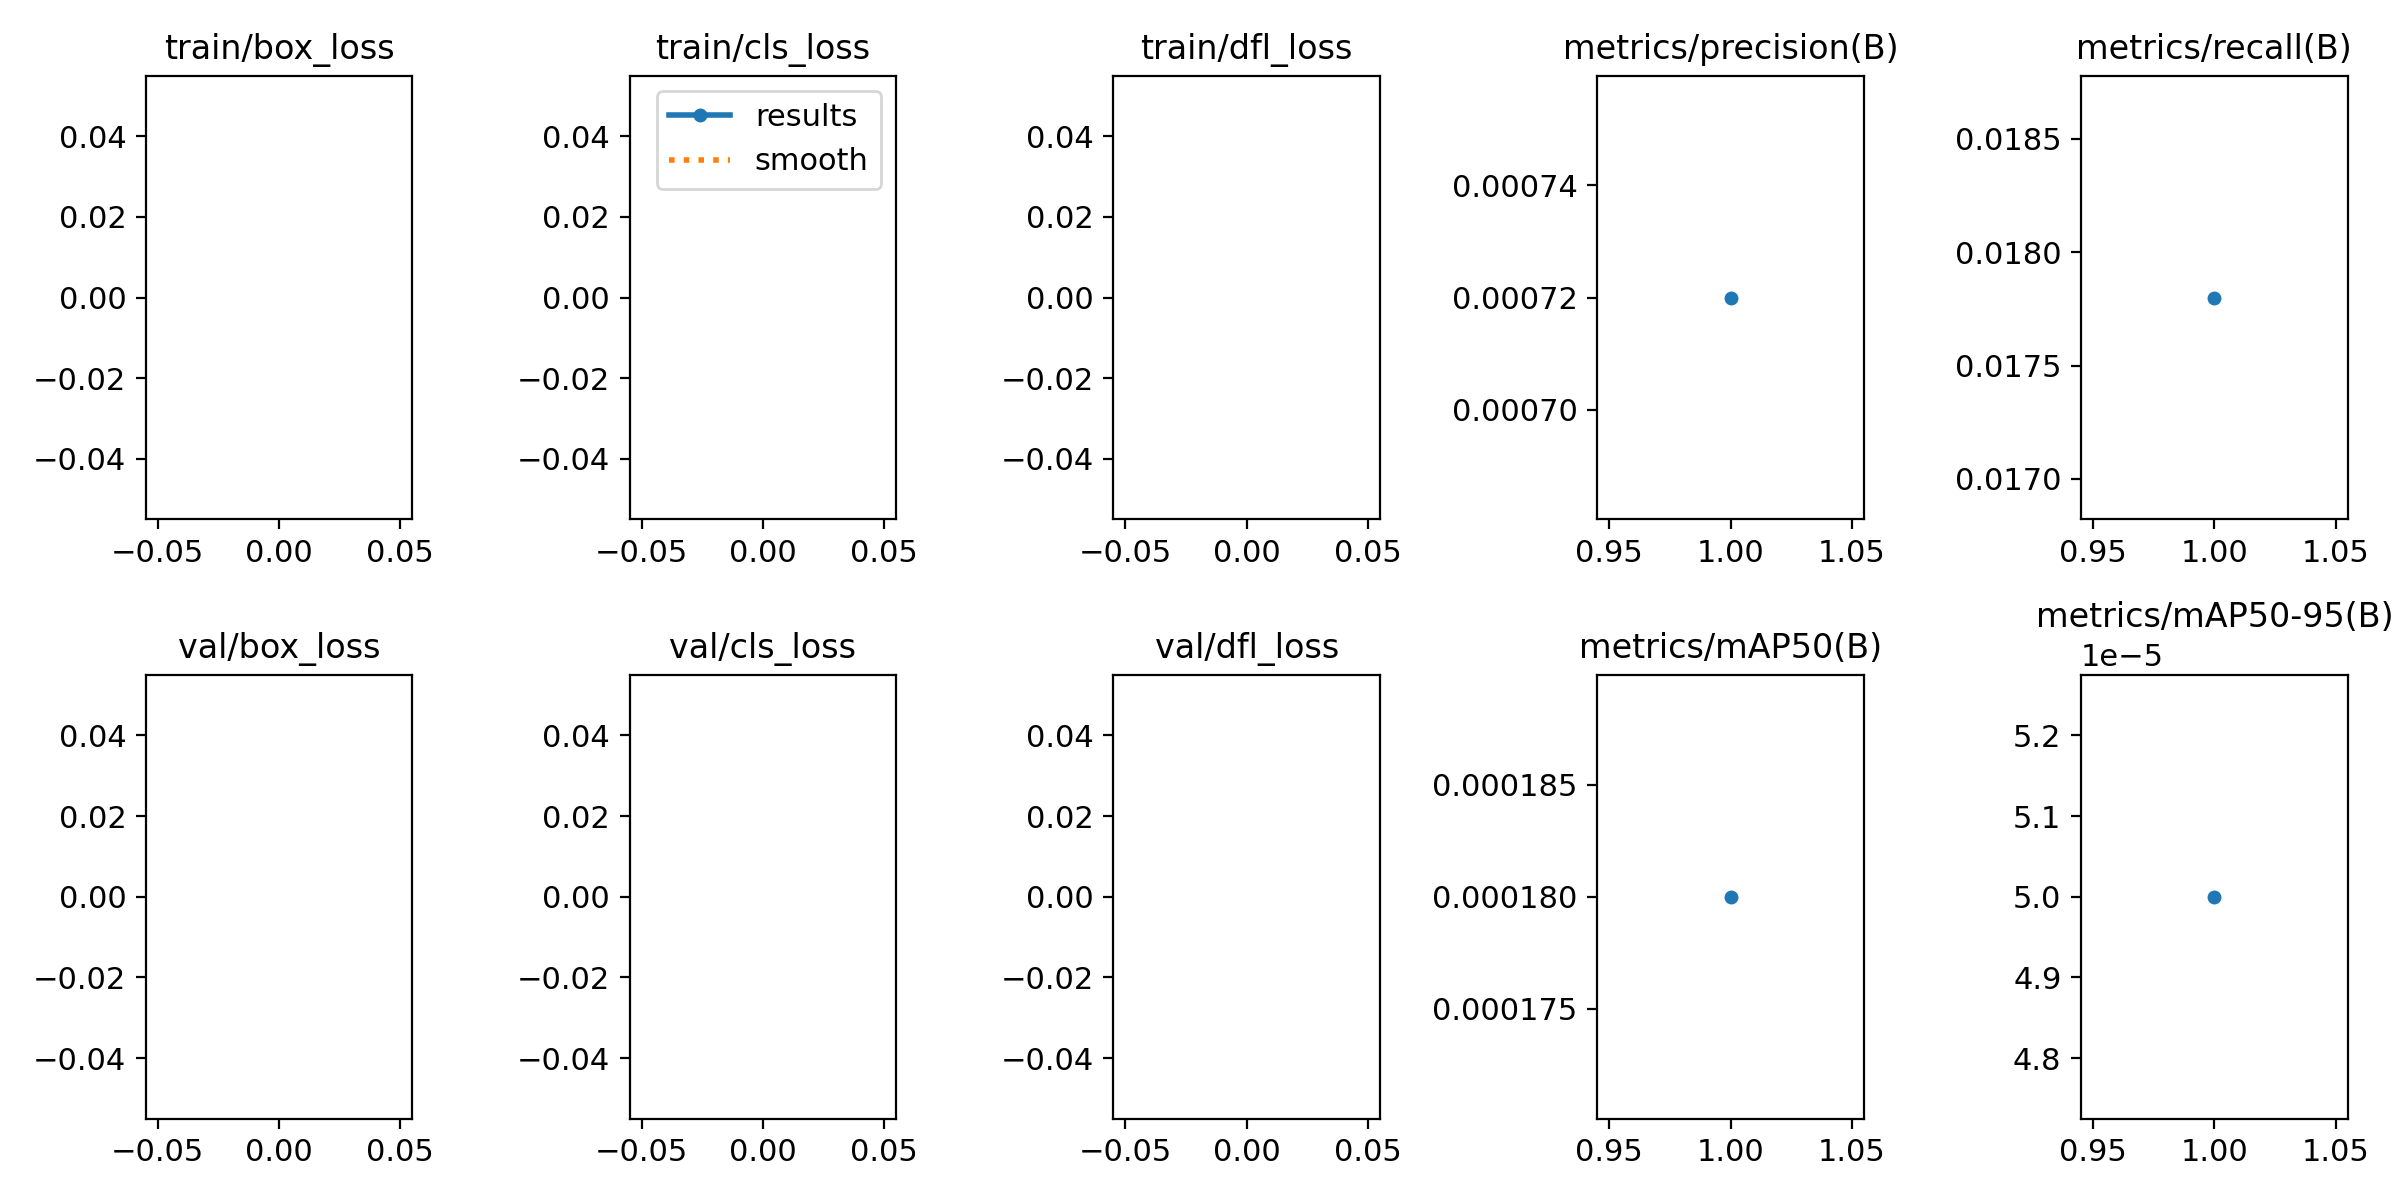 train/box_loss
0.04
0.02
0.00
−0.02
−0.04
−0.05 0.00 0.05
train/cls_loss
results
smooth
0.04
0.02
0.00
−0.02
−0.04
−0.05 0.00 0.05
train/dfl_loss
0.04
0.02
0.00
−0.02
−0.04
−0.05 0.00 0.05
metrics/precision(B)
0.00074
0.00072
0.00070
0.95 1.00 1.05
metrics/recall(B)
0.0185
0.0180
0.0175
0.0170
0.95 1.00 1.05
val/box_loss
0.04
0.02
0.00
−0.02
−0.04
−0.05 0.00 0.05
val/cls_loss
0.04
0.02
0.00
−0.02
−0.04
−0.05 0.00 0.05
val/dfl_loss
0.04
0.02
0.00
−0.02
−0.04
−0.05 0.00 0.05
metrics/mAP50(B)
0.000185
0.000180
0.000175
0.95 1.00 1.05
metrics/mAP50-95(B)
1e−5
5.2
5.1
5.0
4.9
4.8
0.95 1.00 1.05